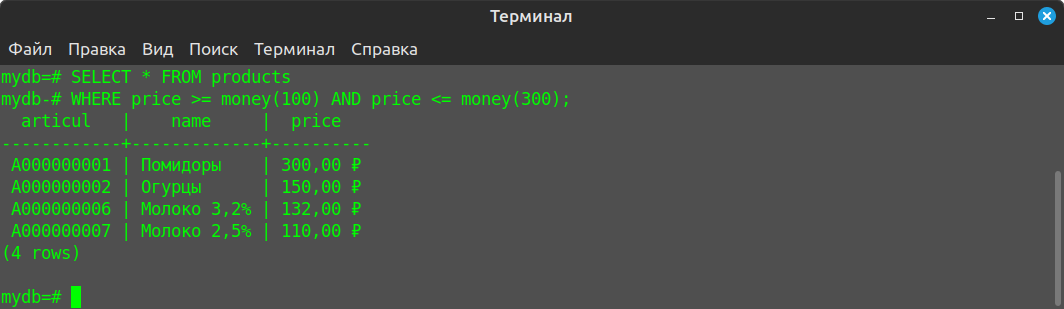 Терминал
Файл Правка Вид Поиск Терминал Справка
mydb=# SELECT * FROM products
mydb-# WHERE price >= money(100) AND price <= money(300);
  articul   |    name     |  price
------------+-------------+----------
 A000000001 | Помидоры    | 300,00 ₽
 A000000002 | Огурцы      | 150,00 ₽
 A000000006 | Молоко 3,2% | 132,00 ₽
 A000000007 | Молоко 2,5% | 110,00 ₽
(4 rows)
mydb=#